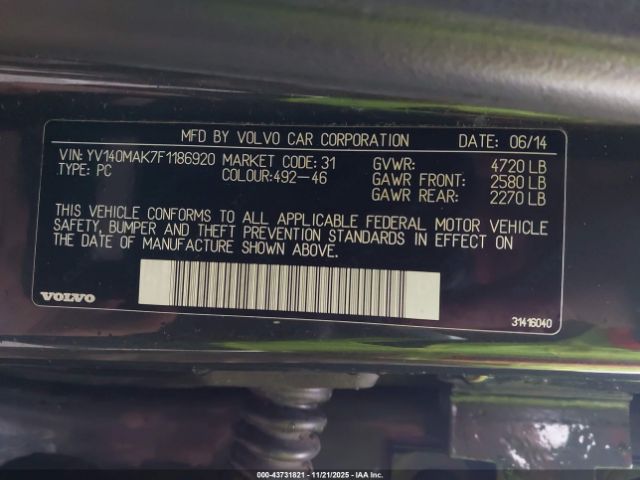 MFD BY VOLVO CAR CORPORATION DATE: 06/14
VIN: YV140MAK7F1186920 MARKET CODE: 31 GVWR: 4720 LB
TYPE: PC COLOUR:492-46 GAWR FRONT: 2580 LB
GAWR REAR: 2270 LB
THIS VEHICLE CONFORMS TO ALL APPLICABLE FEDERAL MOTOR VEHICLE
SAFETY, BUMPER AND THEFT PREVENTION STANDARDS IN EFFECT ON
THE DATE OF MANUFACTURE SHOWN ABOVE.
VOLVO 31416040
000-43731821 - 11/21/2025 - IAA Inc.